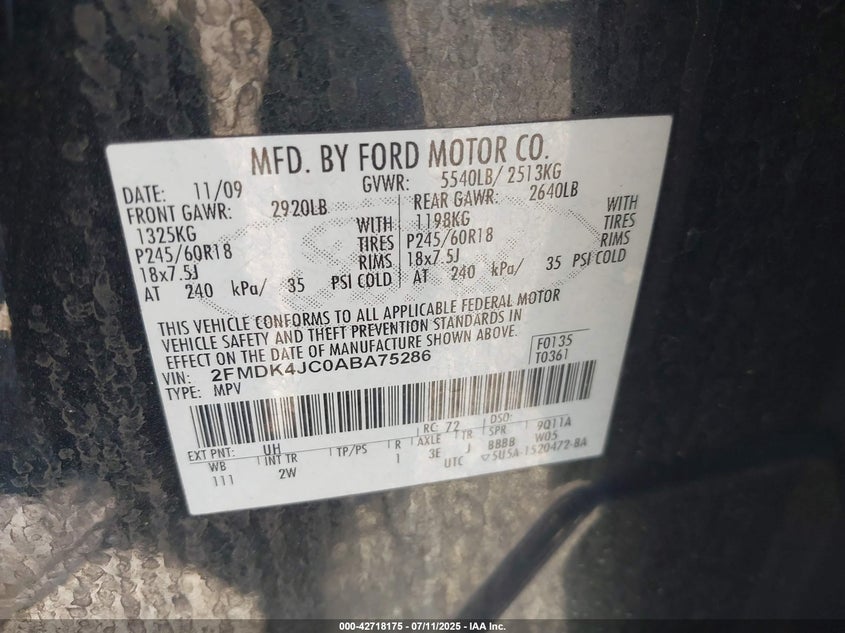 MFD. BY FORD MOTOR CO.
DATE: 11/09 GVWR: 5540LB/ 2513KG
FRONT GAWR: 2920LB REAR GAWR: 2640LB
1325KG WITH 1198KG WITH
P245/60R18 TIRES P245/60R18 TIRES
18x7.5J RIMS 18x7.5J RIMS
AT 240 kPa/ 35 PSI COLD AT 240 kPa/ 35 PSI COLD
THIS VEHICLE CONFORMS TO ALL APPLICABLE FEDERAL MOTOR
VEHICLE SAFETY AND THEFT PREVENTION STANDARDS IN
EFFECT ON THE DATE OF MANUFACTURE SHOWN ABOVE.
VIN: 2FMDK4JC0ABA75286 F0135
TYPE: MPV T0361
EXT PNT: UH RC: 72 DSO:
WB INT TR TP/PS R AXLE TR SPR 9Q11A
111 2W 1 3E J BBBB W05
UTC 5U5A-1520472-BA
000-42718175 - 07/11/2025 - IAA Inc.